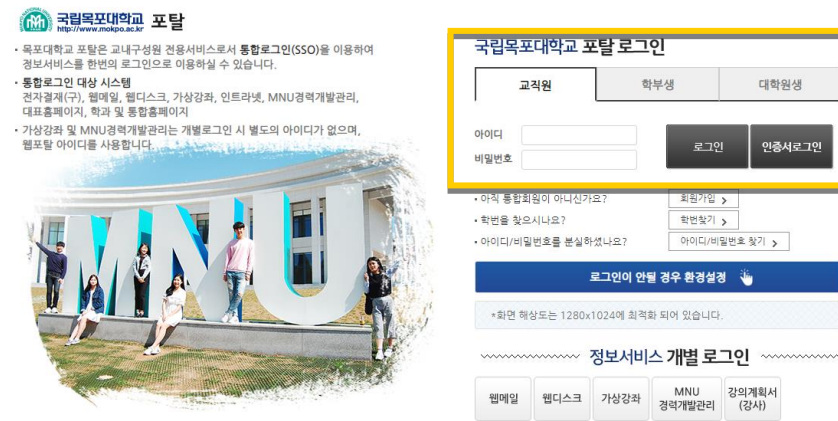 국립목포대학교 포탈
http://www.mokpo.ac.kr
• 목포대학교 포탈은 교내구성원 전용서비스로서 통합로그인(SSO)을 이용하여
정보서비스를 한번의 로그인으로 이용하실 수 있습니다.
• 통합로그인 대상 시스템
전자결재(구), 웹메일, 웹디스크, 가상강좌, 인트라넷, MNU경력개발관리,
대표홈페이지, 학과 및 통합홈페이지
• 가상강좌 및 MNU경력개발관리는 개별로그인 시 별도의 아이디가 없으며,
웹포탈 아이디를 사용합니다.
MNU
국립목포대학교 포탈 로그인
교직원 학부생 대학원생
아이디
비밀번호
로그인 인증서로그인
• 아직 통합회원이 아니신가요? 회원가입 >
• 학번을 찾으시나요? 학번찾기 >
• 아이디/비밀번호를 분실하셨나요? 아이디/비밀번호 찾기 >
로그인이 안될 경우 환경설정
*화면 해상도는 1280x1024에 최적화 되어 있습니다.
정보서비스 개별 로그인
웹메일 웹디스크 가상강좌 MNU 경력개발관리 강의계획서 (강사)